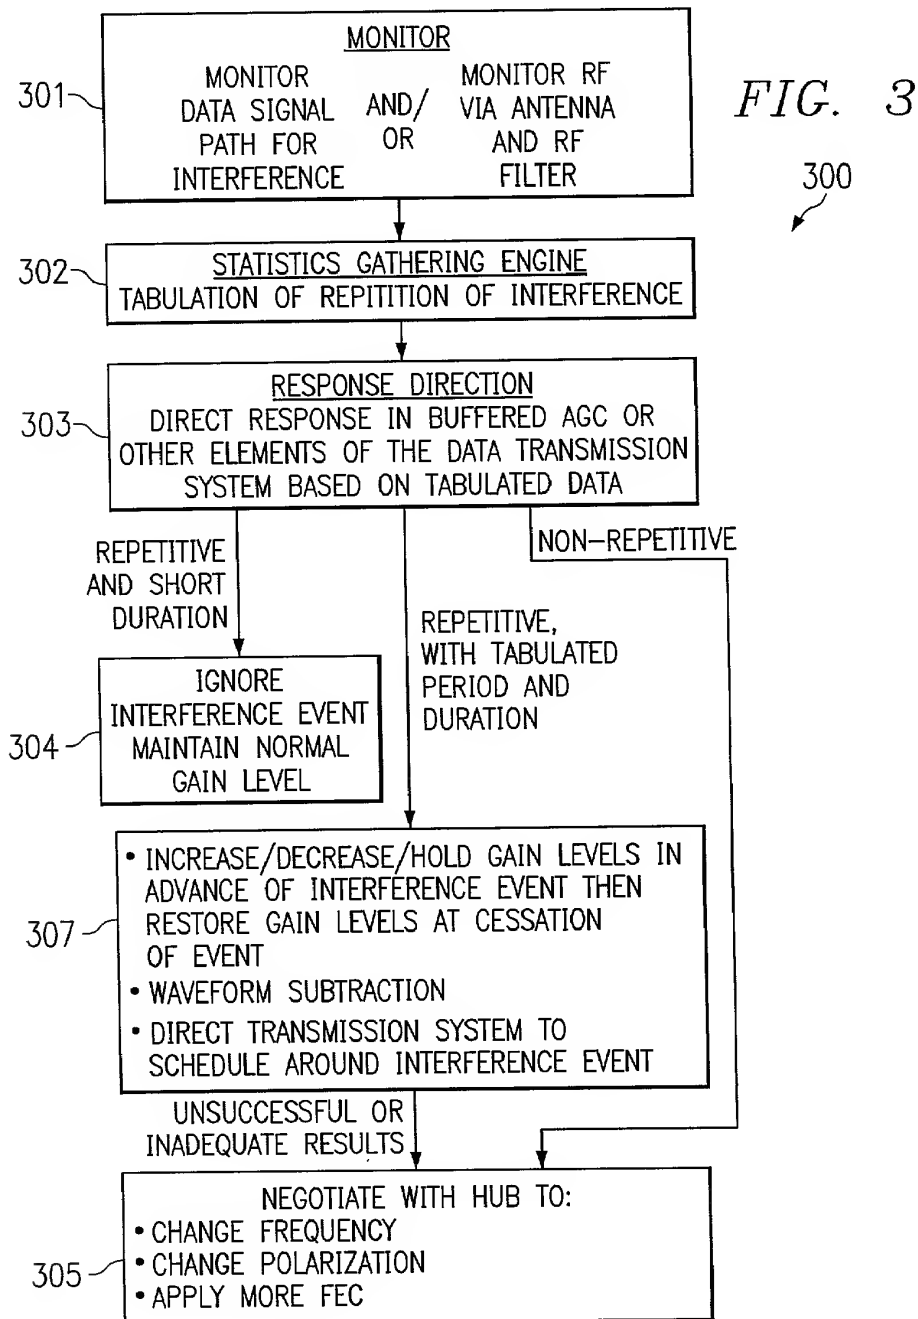 FIG. 3
300
301
MONITOR
MONITOR
DATA SIGNAL
PATH FOR
INTERFERENCE
AND/
OR
MONITOR RF
VIA ANTENNA
AND RF
FILTER
302
STATISTICS GATHERING ENGINE
TABULATION OF REPITITION OF INTERFERENCE
303
RESPONSE DIRECTION
DIRECT RESPONSE IN BUFFERED AGC OR
OTHER ELEMENTS OF THE DATA TRANSMISSION
SYSTEM BASED ON TABULATED DATA
REPETITIVE
AND SHORT
DURATION
REPETITIVE,
WITH TABULATED
PERIOD AND
DURATION
NON-REPETITIVE
304
IGNORE
INTERFERENCE EVENT
MAINTAIN NORMAL
GAIN LEVEL
307
• INCREASE/DECREASE/HOLD GAIN LEVELS IN
ADVANCE OF INTERFERENCE EVENT THEN
RESTORE GAIN LEVELS AT CESSATION
OF EVENT
• WAVEFORM SUBTRACTION
• DIRECT TRANSMISSION SYSTEM TO
SCHEDULE AROUND INTERFERENCE EVENT
UNSUCCESSFUL OR
INADEQUATE RESULTS
305
NEGOTIATE WITH HUB TO:
• CHANGE FREQUENCY
• CHANGE POLARIZATION
• APPLY MORE FEC